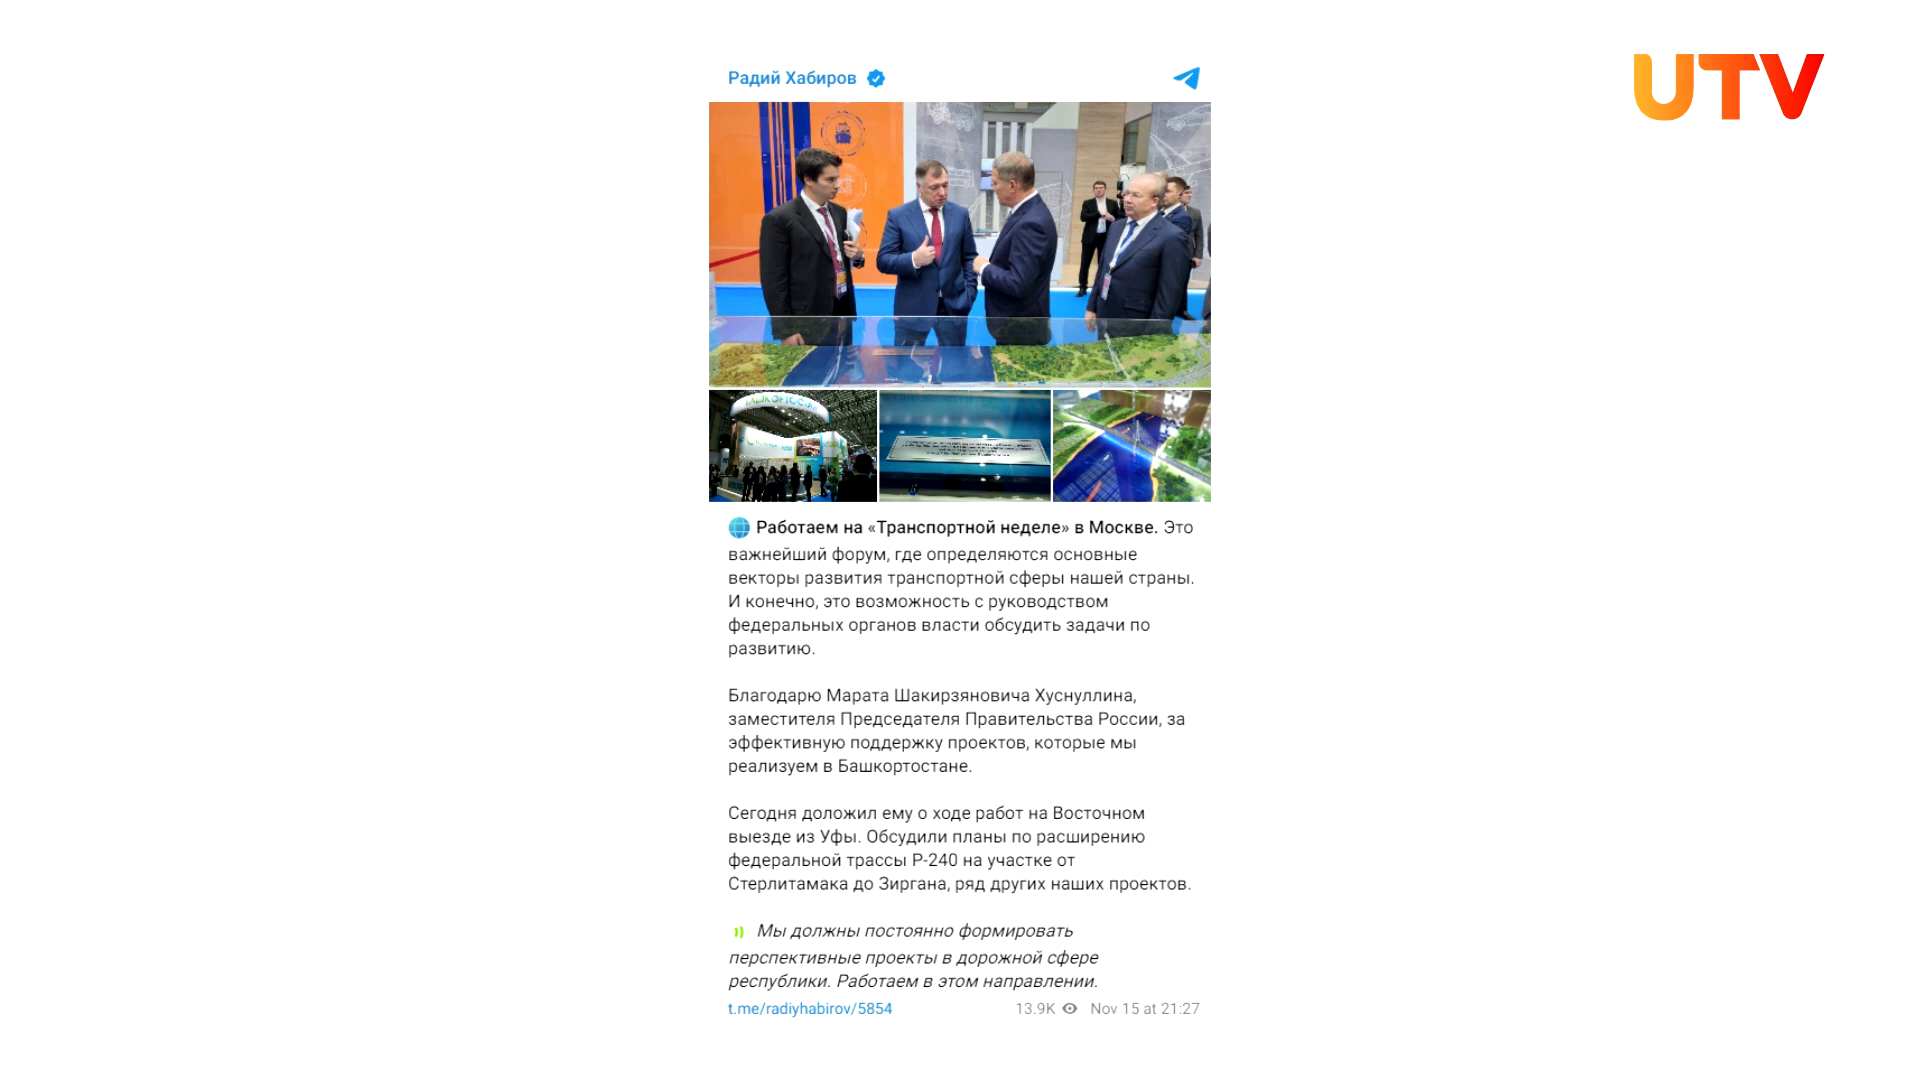 UTV
Радий Хабиров
Работаем на «Транспортной неделе» в Москве. Это
важнейший форум, где определяются основные
векторы развития транспортной сферы нашей страны.
И конечно, это возможность с руководством
федеральных органов власти обсудить задачи по
развитию.
Благодарю Марата Шакирзяновича Хуснуллина,
заместителя Председателя Правительства России, за
эффективную поддержку проектов, которые мы
реализуем в Башкортостане.
Сегодня доложил ему о ходе работ на Восточном
выезде из Уфы. Обсудили планы по расширению
федеральной трассы Р-240 на участке от
Стерлитамака до Зиргана, ряд других наших проектов.
Мы должны постоянно формировать
перспективные проекты в дорожной сфере
республики. Работаем в этом направлении.
t.me/radiyhabirov/5854 13.9K Nov 15 at 21:27